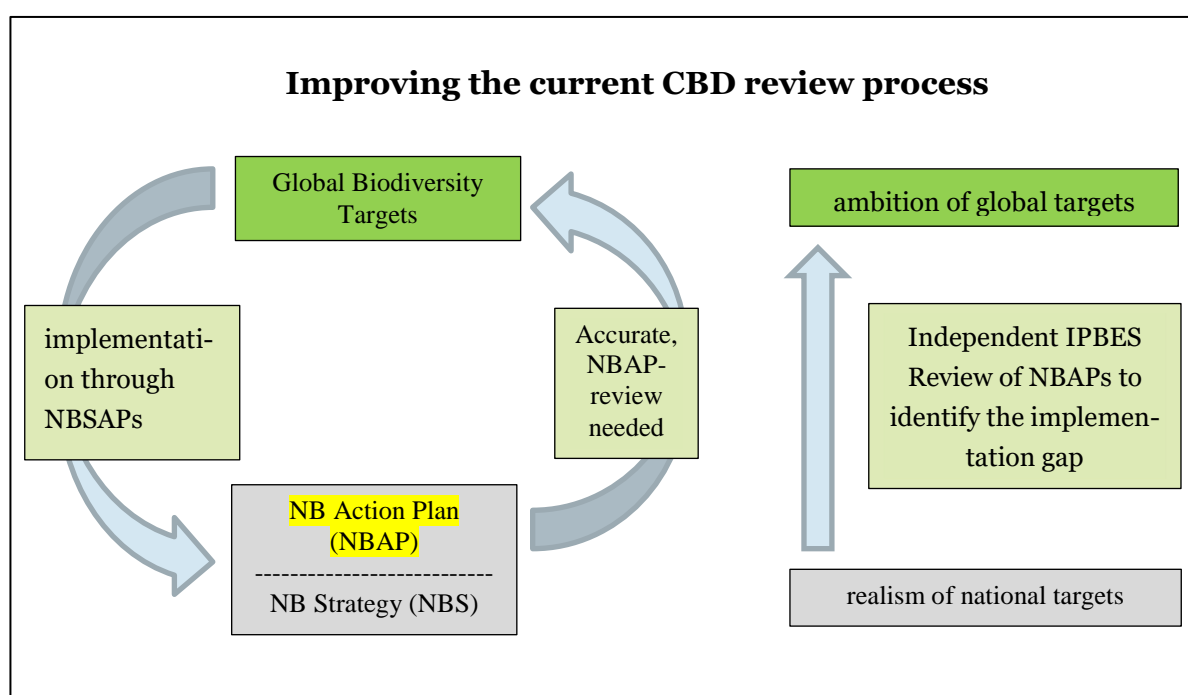 Improving the current CBD review process
Global Biodiversity
Targets
implementati-
on through
NBSAPs
Accurate,
NBAP-
review
needed
NB Action Plan
(NBAP)
---------------------------
NB Strategy (NBS)
ambition of global targets
Independent IPBES
Review of NBAPs to
identify the implemen-
tation gap
realism of national targets